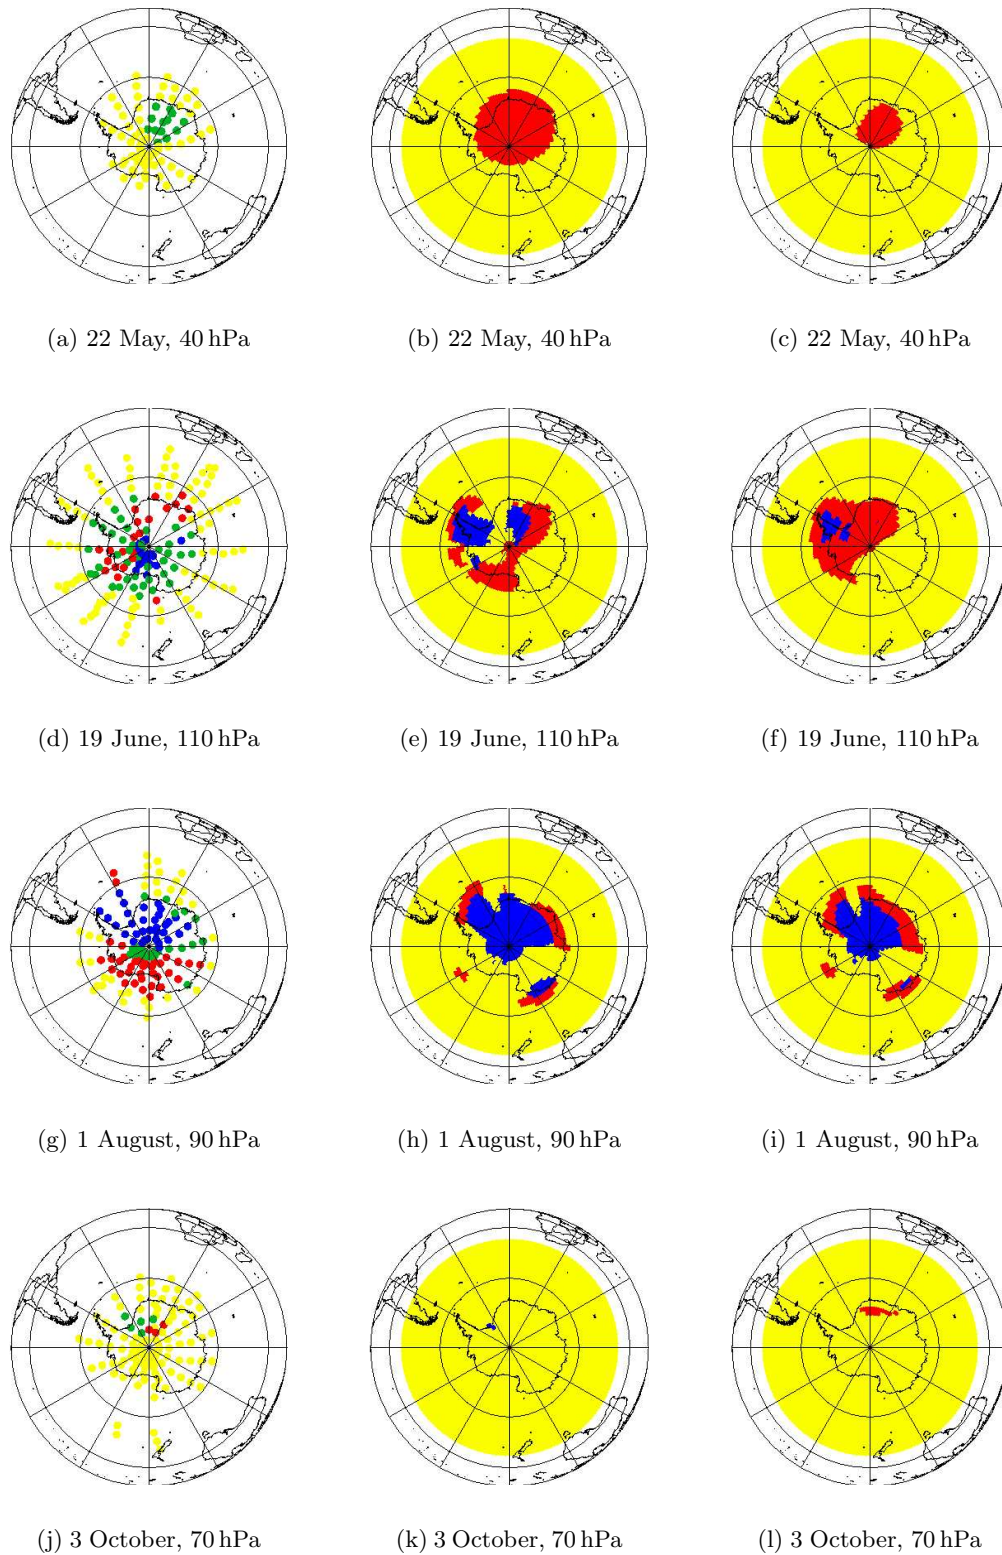 (a) 22 May, 40 hPa
(b) 22 May, 40 hPa
(c) 22 May, 40 hPa
(d) 19 June, 110 hPa
(e) 19 June, 110 hPa
(f) 19 June, 110 hPa
(g) 1 August, 90 hPa
(h) 1 August, 90 hPa
(i) 1 August, 90 hPa
(j) 3 October, 70 hPa
(k) 3 October, 70 hPa
(l) 3 October, 70 hPa